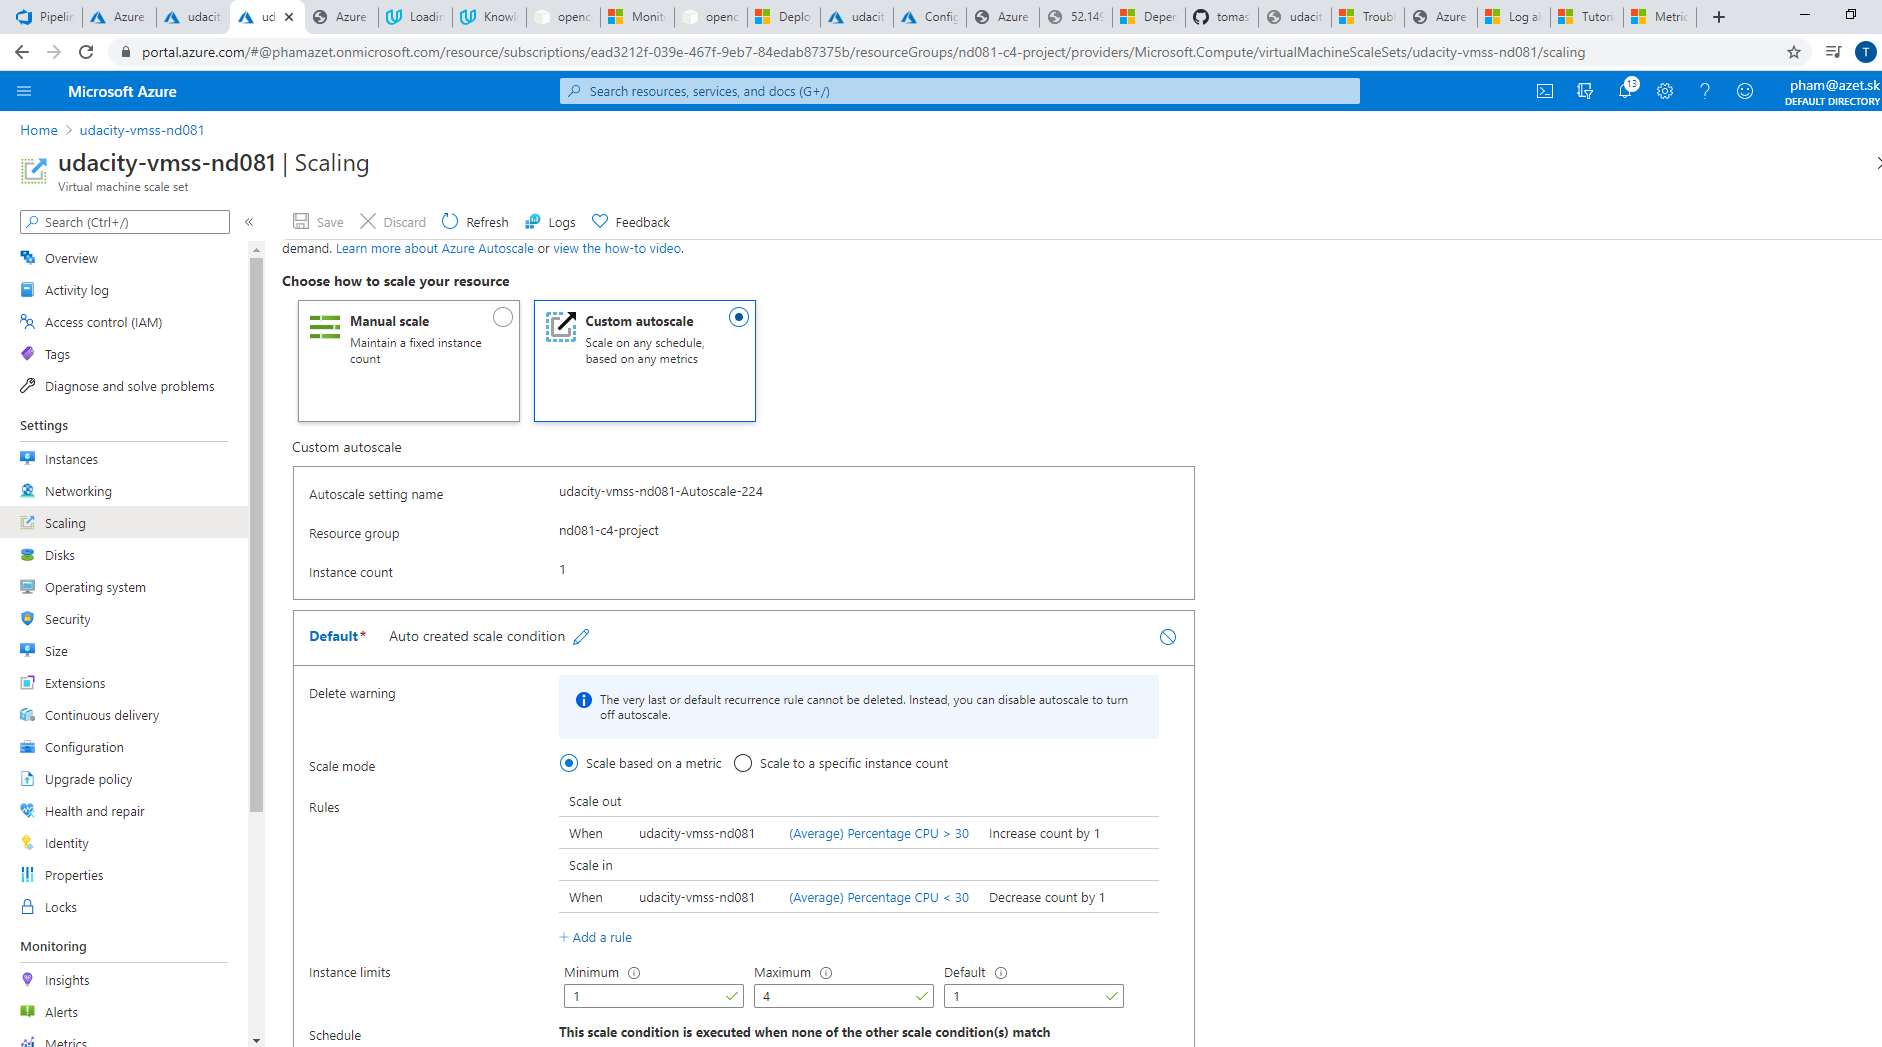 Pipelin
Azure
udacit
ud
Azure
Loadin
Knowle
openc
Monito
openc
Deplo
udacit
Config
Azure
52.149
Depen
tomas
udacit
Troubl
Azure
Log al
Tutori
Metric
portal.azure.com/#@phamazet.onmicrosoft.com/resource/subscriptions/ead3212f-039e-467f-9eb7-84edab87375b/resourceGroups/nd081-c4-project/providers/Microsoft.Compute/virtualMachineScaleSets/udacity-vmss-nd081/scaling
T
Microsoft Azure
Search resources, services, and docs (G+/)
13
pham@azet.sk
DEFAULT DIRECTORY
Home > udacity-vmss-nd081
udacity-vmss-nd081 | Scaling
Virtual machine scale set
Search (Ctrl+/)
Save
Discard
Refresh
Logs
Feedback
Overview
Activity log
Access control (IAM)
Tags
Diagnose and solve problems
Settings
Instances
Networking
Scaling
Disks
Operating system
Security
Size
Extensions
Continuous delivery
Configuration
Upgrade policy
Health and repair
Identity
Properties
Locks
Monitoring
Insights
Alerts
Metrics
demand. Learn more about Azure Autoscale or view the how-to video.
Choose how to scale your resource
Manual scale
Maintain a fixed instance
count
Custom autoscale
Scale on any schedule,
based on any metrics
Custom autoscale
Autoscale setting name udacity-vmss-nd081-Autoscale-224
Resource group nd081-c4-project
Instance count 1
Default* Auto created scale condition
Delete warning
The very last or default recurrence rule cannot be deleted. Instead, you can disable autoscale to turn
off autoscale.
Scale mode Scale based on a metric Scale to a specific instance count
Rules
Scale out
When udacity-vmss-nd081 (Average) Percentage CPU > 30 Increase count by 1
Scale in
When udacity-vmss-nd081 (Average) Percentage CPU < 30 Decrease count by 1
+ Add a rule
Instance limits
Minimum Maximum Default
1 4 1
Schedule This scale condition is executed when none of the other scale condition(s) match